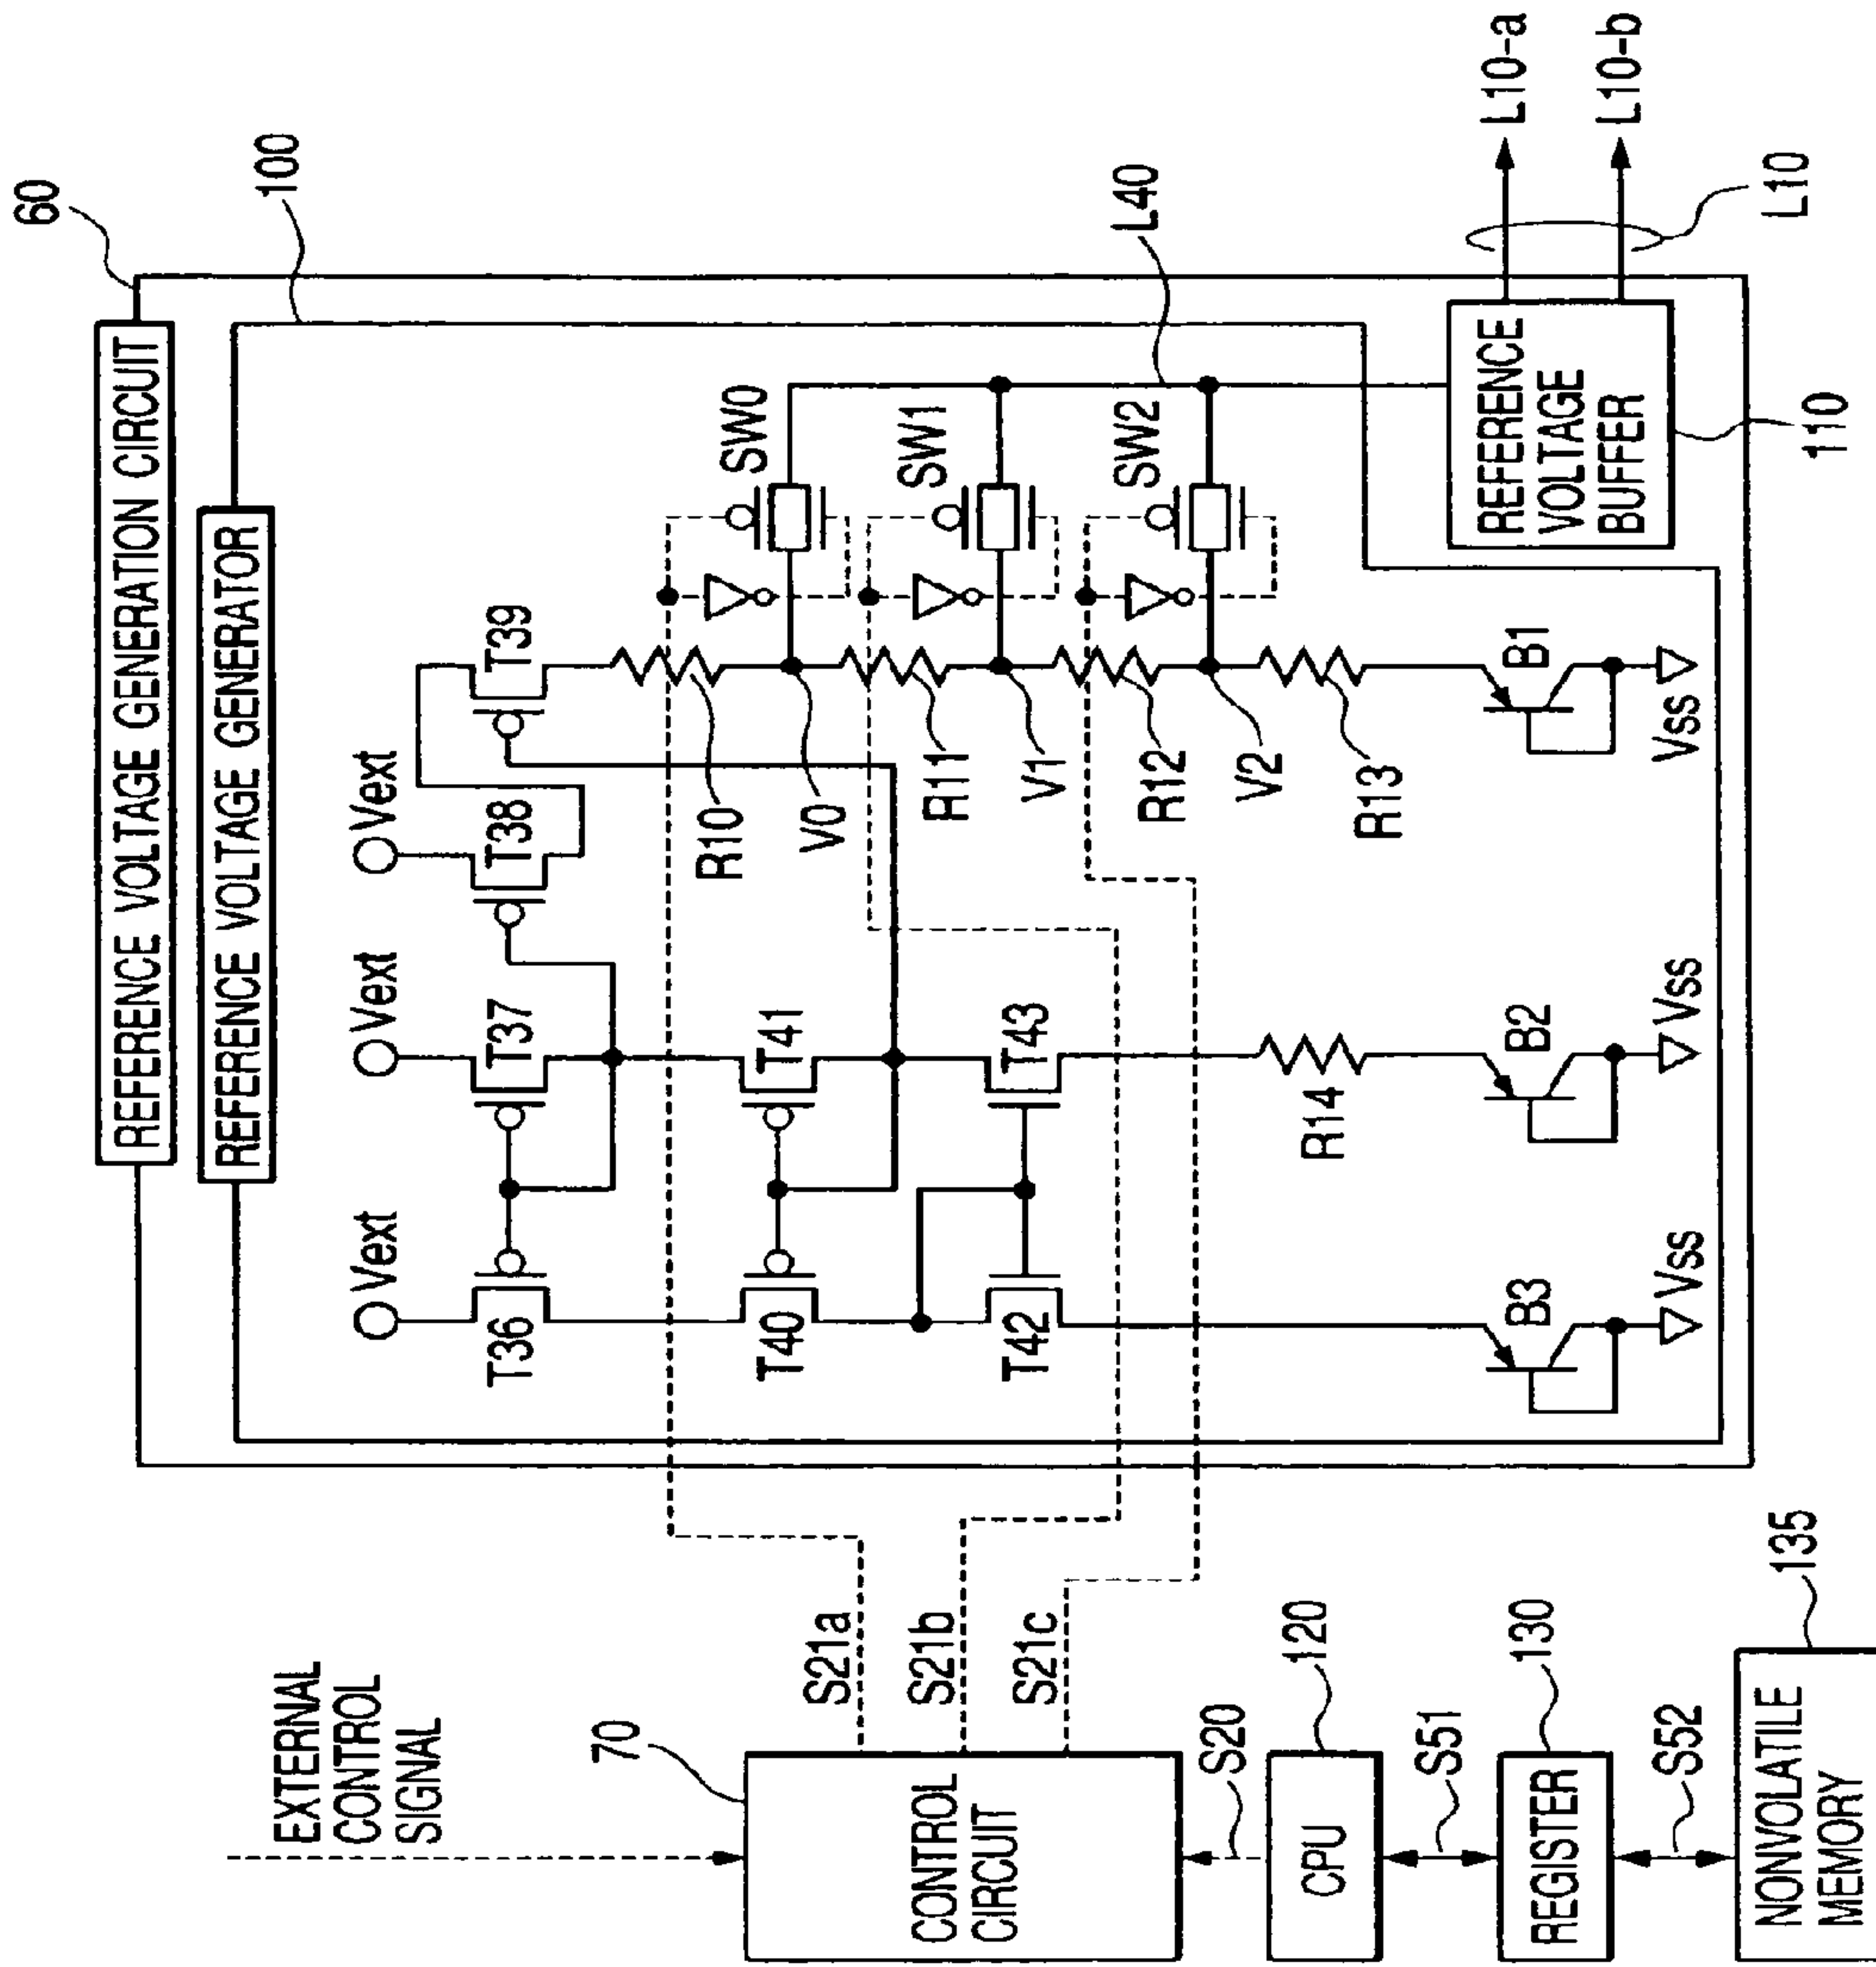 REFERENCE VOLTAGE GENERATION CIRCUIT
60
REFERENCE VOLTAGE GENERATOR
100
EXTERNAL
CONTROL
SIGNAL
Vext
Vext
Vext
T36
T37
T38
T39
T40
T41
T42
T43
R10
V0
R11
V1
R12
V2
R13
R14
SW0
SW1
SW2
L40
B3
B2
B1
Vss
Vss
Vss
REFERENCE
VOLTAGE
BUFFER
110
L10-a
L10-b
L10
70
CONTROL
CIRCUIT
S21a
S21b
S21c
S20
120
CPU
S51
130
REGISTER
S52
135
NONVOLATILE
MEMORY